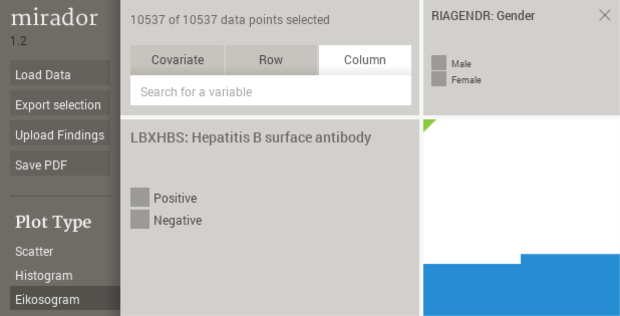 mirador
1.2
Load Data
Export selection
Upload Findings
Save PDF
Plot Type
Scatter
Histogram
Eikosogram
10537 of 10537 data points selected
Covariate Row Column
Search for a variable
LBXHBS: Hepatitis B surface antibody
Positive
Negative
RIAGENDR: Gender
Male
Female